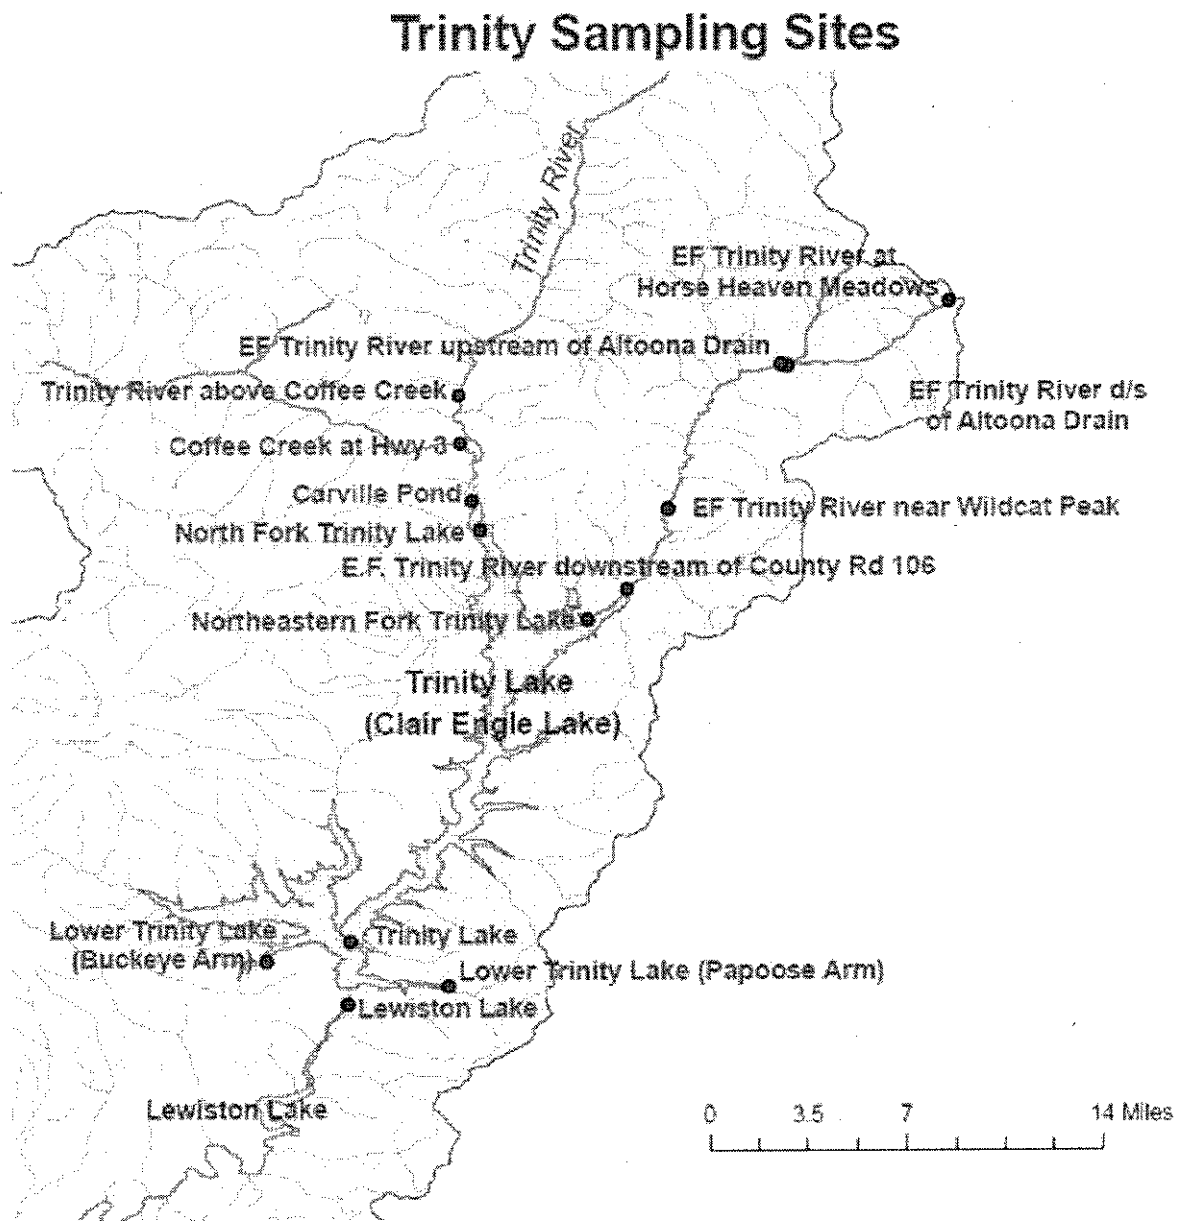 Trinity Sampling Sites
Trinity River
EF Trinity River at
Horse Heaven Meadows
EF Trinity River upstream of Altoona Drain
Trinity River above Coffee Creek
EF Trinity River d/s
of Altoona Drain
Coffee Creek at Hwy 3
Carville Pond
EF Trinity River near Wildcat Peak
North Fork Trinity Lake
E.F. Trinity River downstream of County Rd 106
Northeastern Fork Trinity Lake
Trinity Lake
(Clair Engle Lake)
Lower Trinity Lake
(Buckeye Arm)
Trinity Lake
Lower Trinity Lake (Papoose Arm)
Lewiston Lake
Lewiston Lake
0 3.5 7 14 Miles